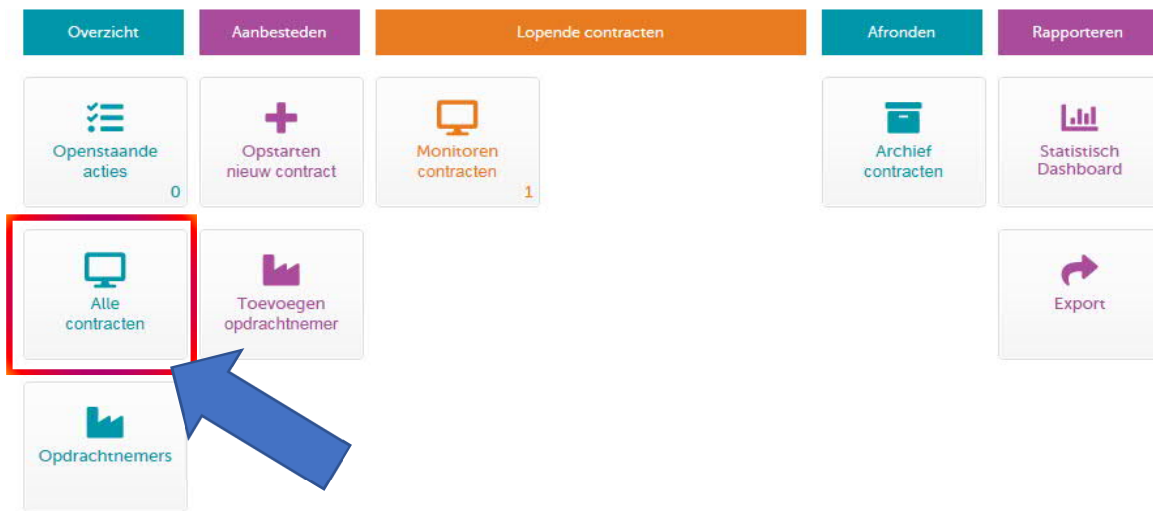 Overzicht
Aanbesteden
Lopende contracten
Afronden
Rapporteren
Openstaande
acties
0
Opstarten
nieuw contract
Monitoren
contracten
1
Archief
contracten
Statistisch
Dashboard
Alle
contracten
Toevoegen
opdrachtnemer
Export
Opdrachtnemers